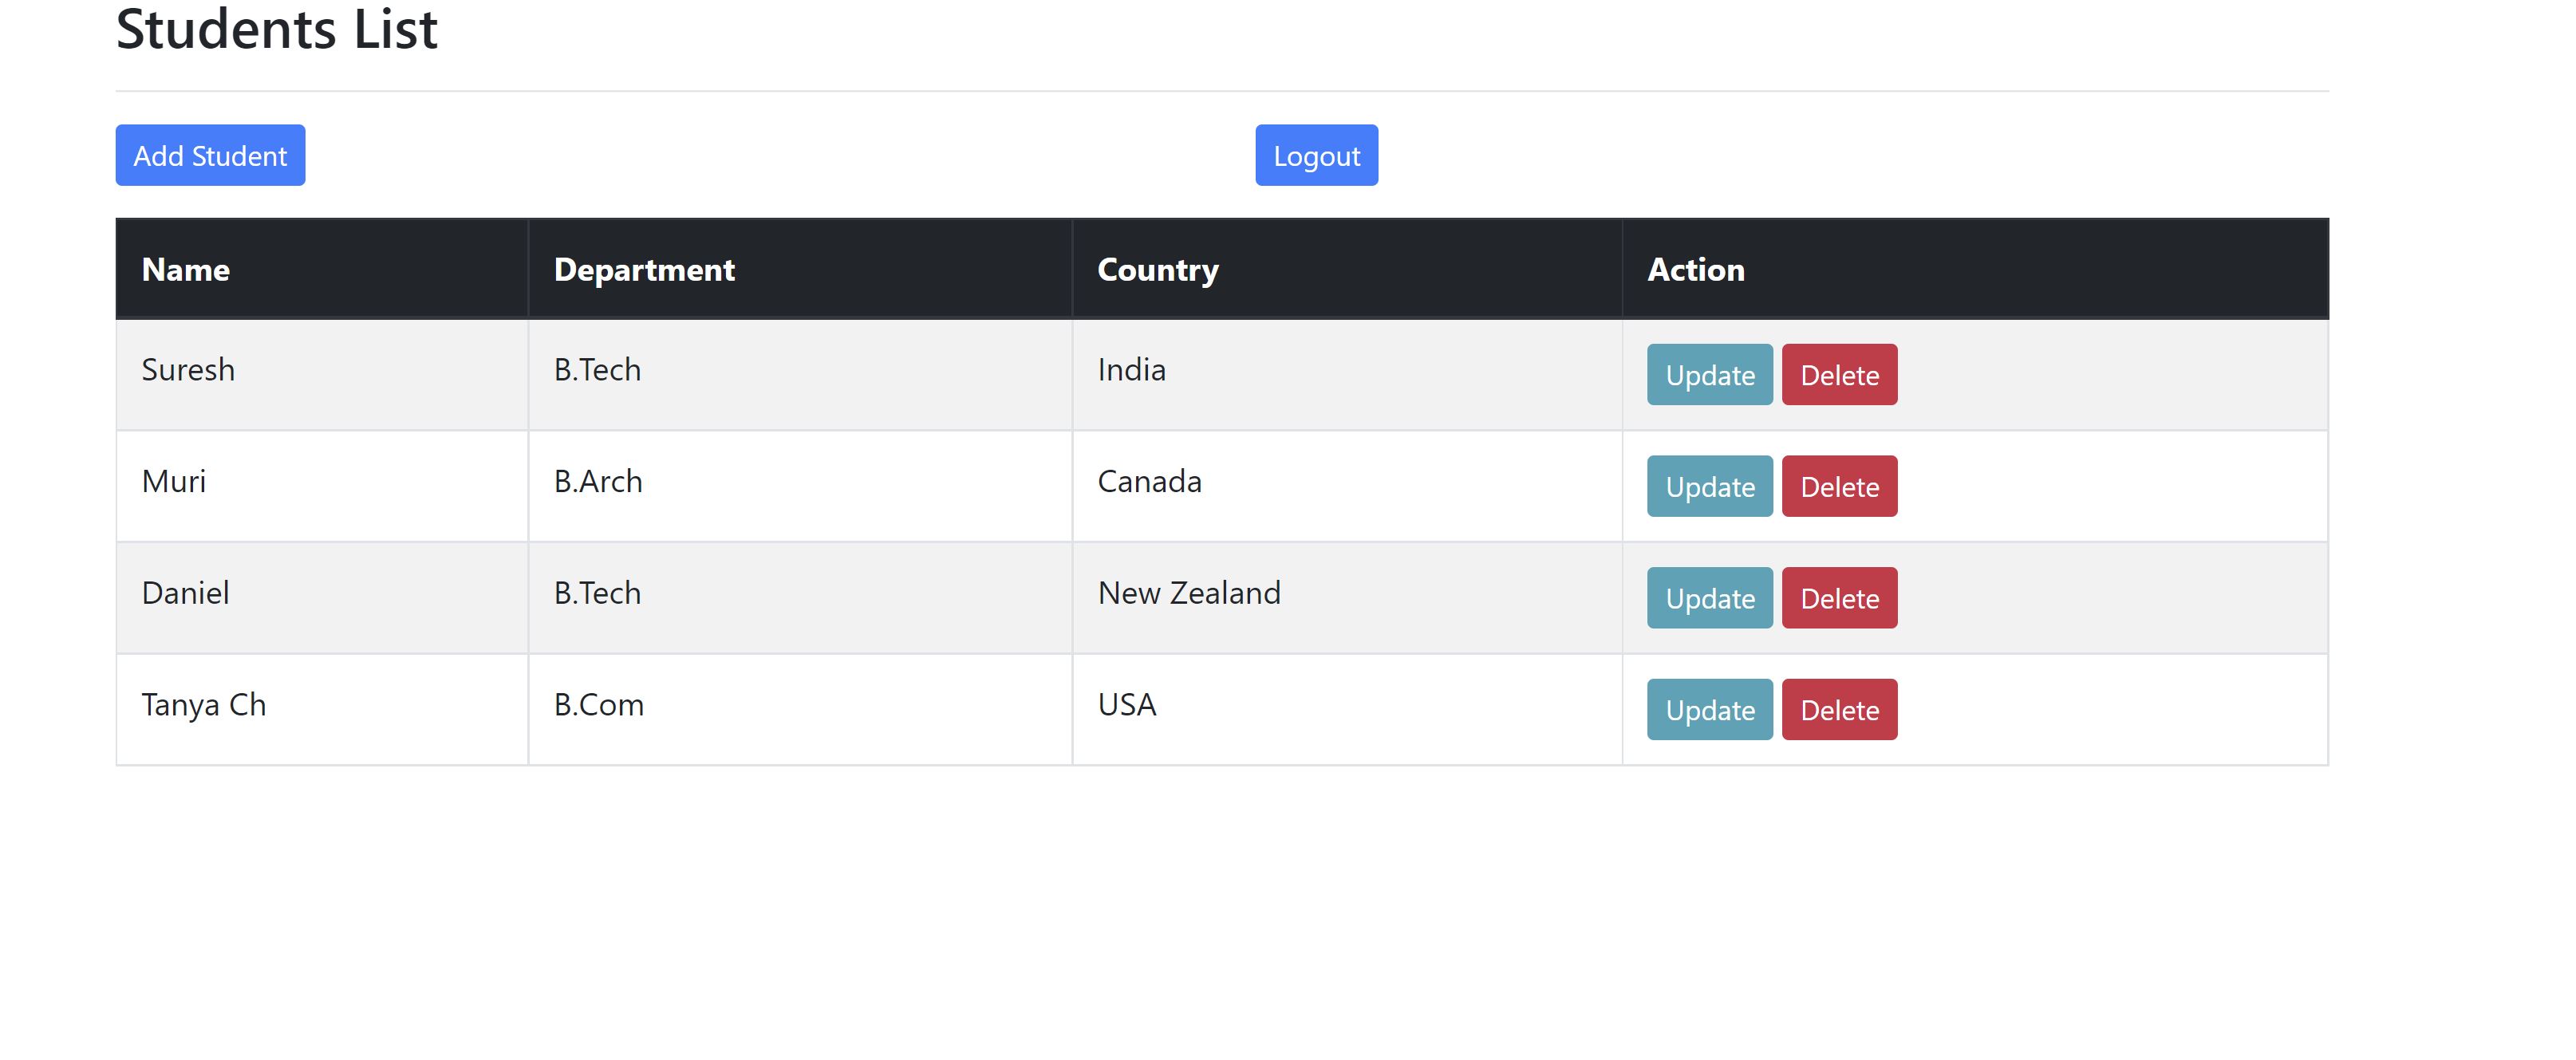 Students List
Add Student Logout
Name Department Country Action
Suresh B.Tech India Update Delete
Muri B.Arch Canada Update Delete
Daniel B.Tech New Zealand Update Delete
Tanya Ch B.Com USA Update Delete